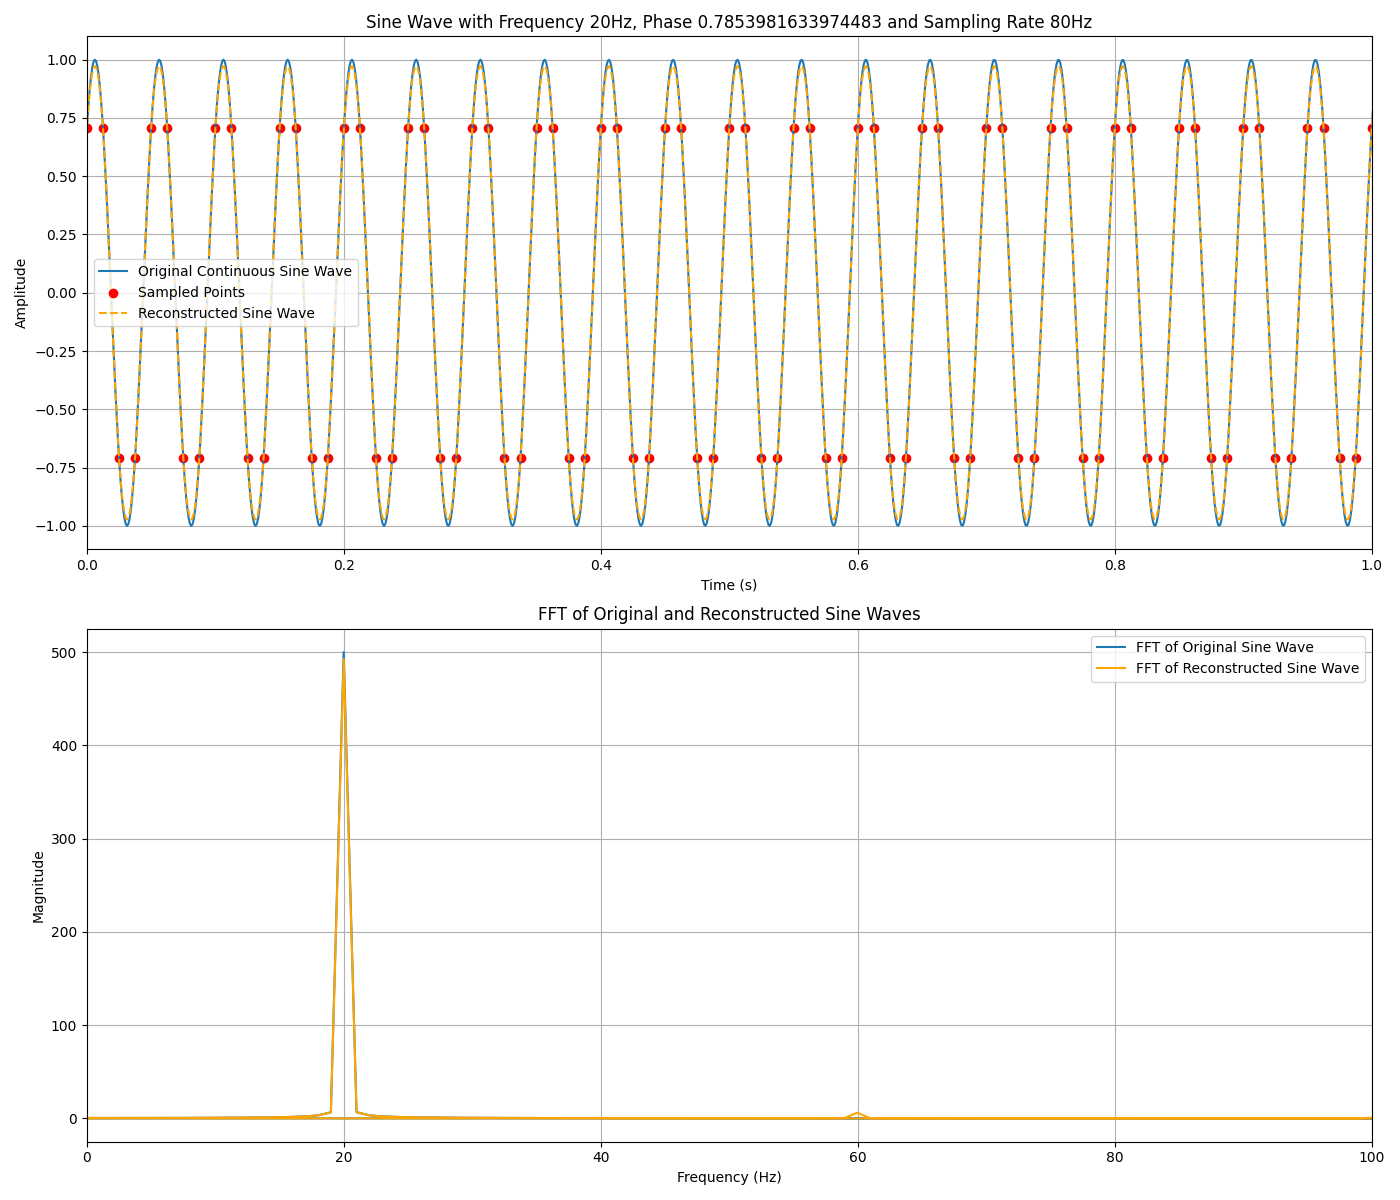 Sine Wave with Frequency 20Hz, Phase 0.7853981633974483 and Sampling Rate 80Hz
1.00
0.75
0.50
0.25
0.00
−0.25
−0.50
−0.75
−1.00
Amplitude
Original Continuous Sine Wave
Sampled Points
Reconstructed Sine Wave
0.0 0.2 0.4 0.6 0.8 1.0
Time (s)
FFT of Original and Reconstructed Sine Waves
500
400
300
200
100
0
Magnitude
FFT of Original Sine Wave
FFT of Reconstructed Sine Wave
0 20 40 60 80 100
Frequency (Hz)